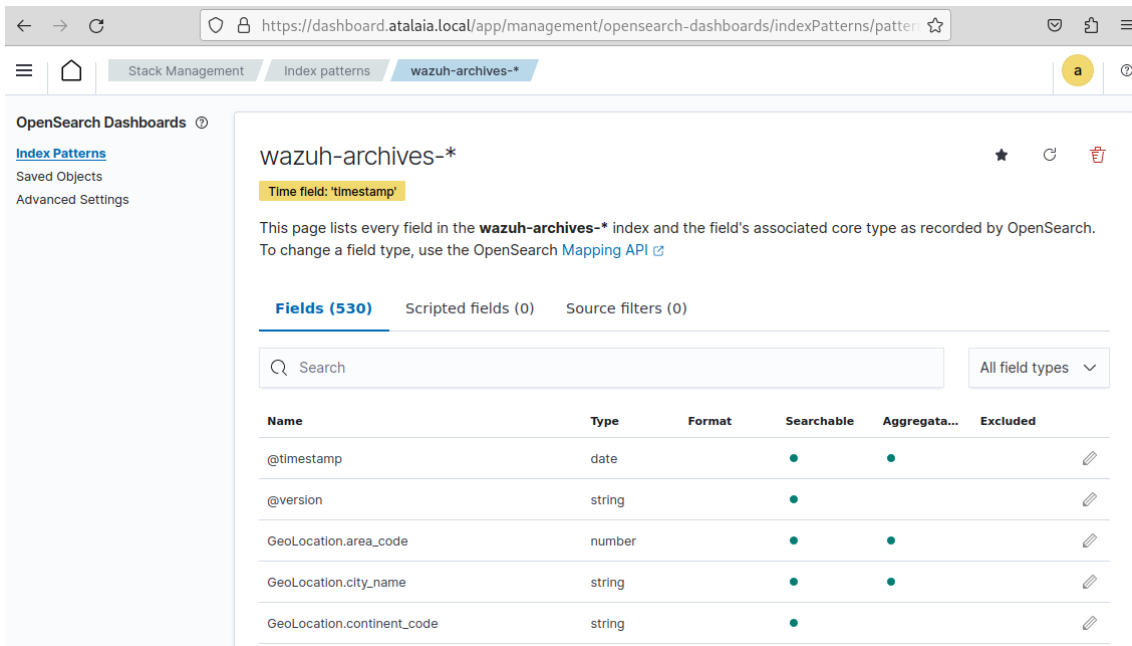 https://dashboard.atalaia.local/app/management/opensearch-dashboards/indexPatterns/patter
Stack Management Index patterns wazuh-archives-* a
OpenSearch Dashboards
Index Patterns
Saved Objects
Advanced Settings
wazuh-archives-*
Time field: 'timestamp'
This page lists every field in the wazuh-archives-* index and the field's associated core type as recorded by OpenSearch.
To change a field type, use the OpenSearch Mapping API
Fields (530) Scripted fields (0) Source filters (0)
Search All field types
Name Type Format Searchable Aggregata... Excluded
@timestamp date
@version string
GeoLocation.area_code number
GeoLocation.city_name string
GeoLocation.continent_code string